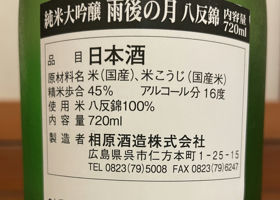 純米大吟醸 雨後の月 八反錦 内容量 720ml
品目 日本酒
原材料名 米(国産)、米こうじ(国産米)
精米歩合 45% アルコール分 16度
使用米 八反錦100%
内容量 720ml
製造者 相原酒造株式会社
広島県呉市仁方本町1-25-15
TEL 0823(79)5008 FAX 0823(79)6247